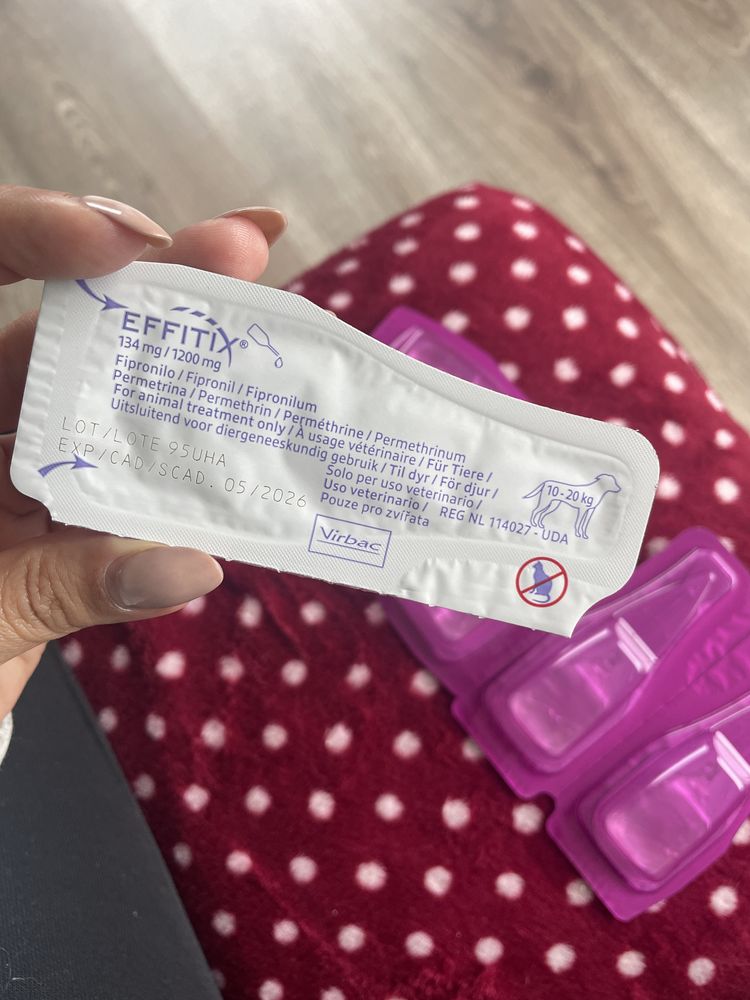 EFFITIX®
134 mg / 1200 mg
Fipronilo / Fipronil / Fipronilum
Permetrina / Permethrin / Perméthrine / Permethrinum
For animal treatment only / À usage vétérinaire / Für Tiere /
Uitsluitend voor diergeneeskundig gebruik / Til dyr / För djur /
Solo per uso veterinario /
Uso veterinario / REG NL 114027 - UDA
Pouze pro zvířata
LOT/LOTE 95UHA
EXP/CAD/SCAD. 05/2026
10 - 20 kg
Virbac